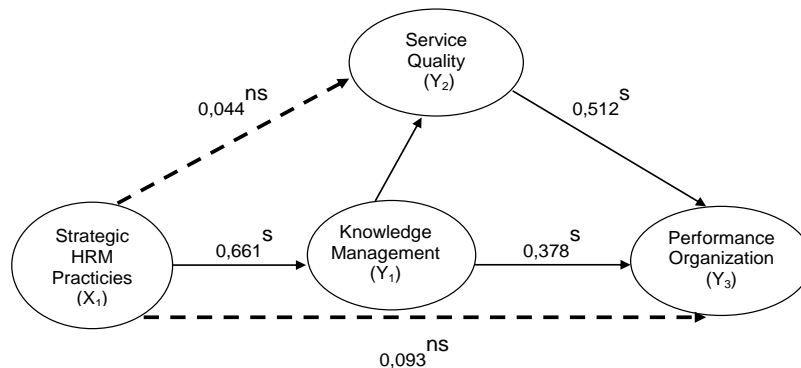 Service
Quality
(Y2)
0,044ns
0,512s
Strategic
HRM
Practicies
(X1)
0,661s
Knowledge
Management
(Y1)
0,378s
Performance
Organization
(Y3)
0,093ns